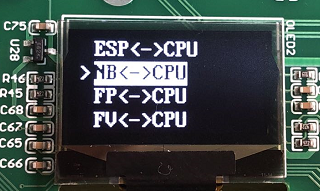 C75
U28
OLED2
ESP<->CPU
>NB<->CPU
FP<->CPU
FV<->CPU
R46
R45
C68
C67
C65
C66